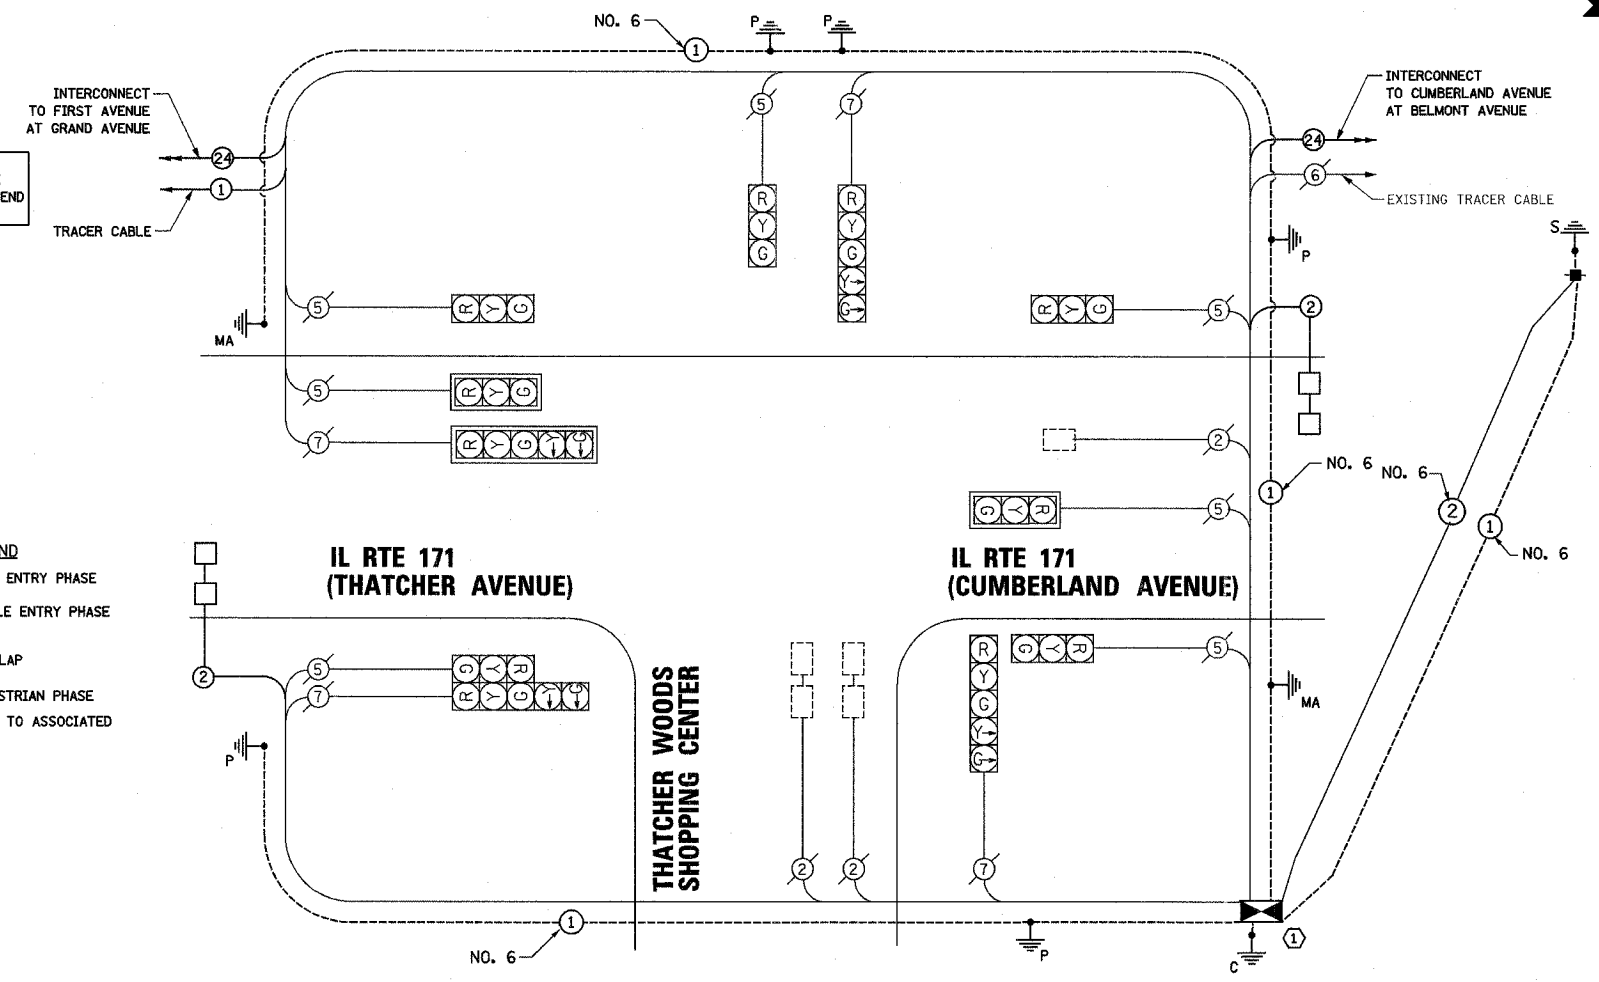 NO. 6
1
P
P
INTERCONNECT
TO FIRST AVENUE
AT GRAND AVENUE
24
1
TRACER CABLE
END
INTERCONNECT
TO CUMBERLAND AVENUE
AT BELMONT AVENUE
24
6
EXISTING TRACER CABLE
5
7
R
Y
G
R
Y
G
Y
G
P
S
MA
5
R Y G
R Y G
5
2
5
R Y G
7
R Y G Y G
2
G Y R
5
1
NO. 6
NO. 6
2
1
NO. 6
ND
ENTRY PHASE
LE ENTRY PHASE
LAP
STRIAN PHASE
TO ASSOCIATED
IL RTE 171
(THATCHER AVENUE)
IL RTE 171
(CUMBERLAND AVENUE)
2
5
G Y R
7
R Y G Y G
THATCHER WOODS
SHOPPING CENTER
R
Y
G
Y
G
G Y R
5
MA
P
2
2
7
1
NO. 6
P
C
1